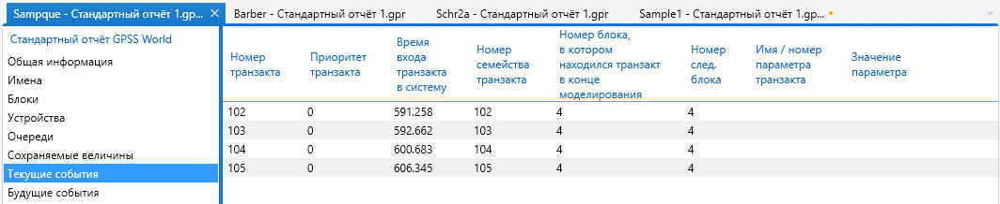 Sampque - Стандартный отчёт 1.gp... × Barber - Стандартный отчёт 1.gpr Schr2a - Стандартный отчёт 1.gpr Sample1 - Стандартный отчёт 1.gp...
Стандартный отчёт GPSS World
Общая информация
Имена
Блоки
Устройства
Очереди
Сохраняемые величины
Текущие события
Будущие события
Номер
транзакта
Приоритет
транзакта
Время
входа
транзакта
в систему
Номер
семейства
транзакта
Номер блока,
в котором
находился транзакт
в конце
моделирования
Номер
след.
блока
Имя / номер
параметра
транзакта
Значение
параметра
102 0 591.258 102 4 4
103 0 592.662 103 4 4
104 0 600.683 104 4 4
105 0 606.345 105 4 4